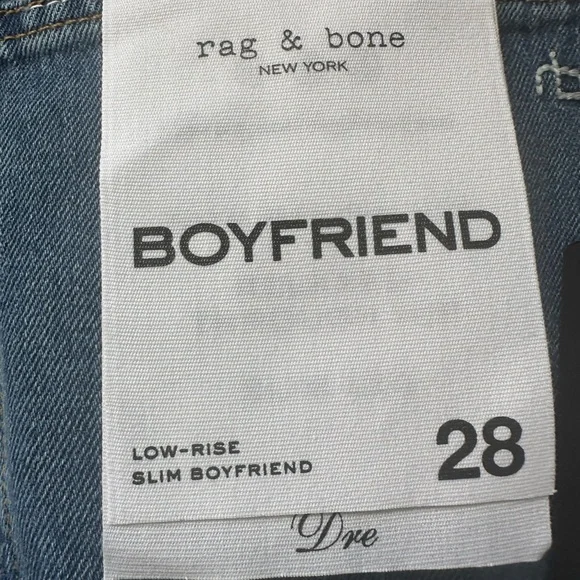 rag & bone
NEW YORK
BOYFRIEND
LOW-RISE
SLIM BOYFRIEND
28
Dre